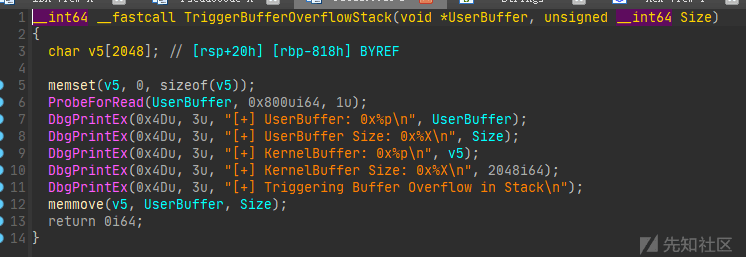 1 __int64 __fastcall TriggerBufferOverflowStack(void *UserBuffer, unsigned __int64 Size)
2 {
3 char v5[2048]; // [rsp+20h] [rbp-818h] BYREF
4
5 memset(v5, 0, sizeof(v5));
6 ProbeForRead(UserBuffer, 0x800ui64, 1u);
7 DbgPrintEx(0x4Du, 3u, "[+] UserBuffer: 0x%p\n", UserBuffer);
8 DbgPrintEx(0x4Du, 3u, "[+] UserBuffer Size: 0x%X\n", Size);
9 DbgPrintEx(0x4Du, 3u, "[+] KernelBuffer: 0x%p\n", v5);
10 DbgPrintEx(0x4Du, 3u, "[+] KernelBuffer Size: 0x%X\n", 2048i64);
11 DbgPrintEx(0x4Du, 3u, "[+] Triggering Buffer Overflow in Stack\n");
12 memmove(v5, UserBuffer, Size);
13 return 0i64;
14 }
先知社区